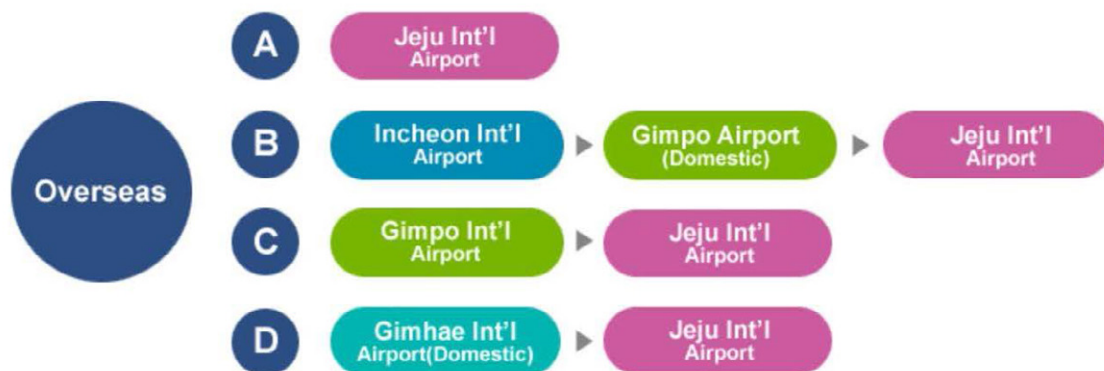 Overseas
A
Jeju Int'l
Airport
B
Incheon Int'l
Airport
Gimpo Airport
(Domestic)
Jeju Int'l
Airport
C
Gimpo Int'l
Airport
Jeju Int'l
Airport
D
Gimhae Int'l
Airport(Domestic)
Jeju Int'l
Airport